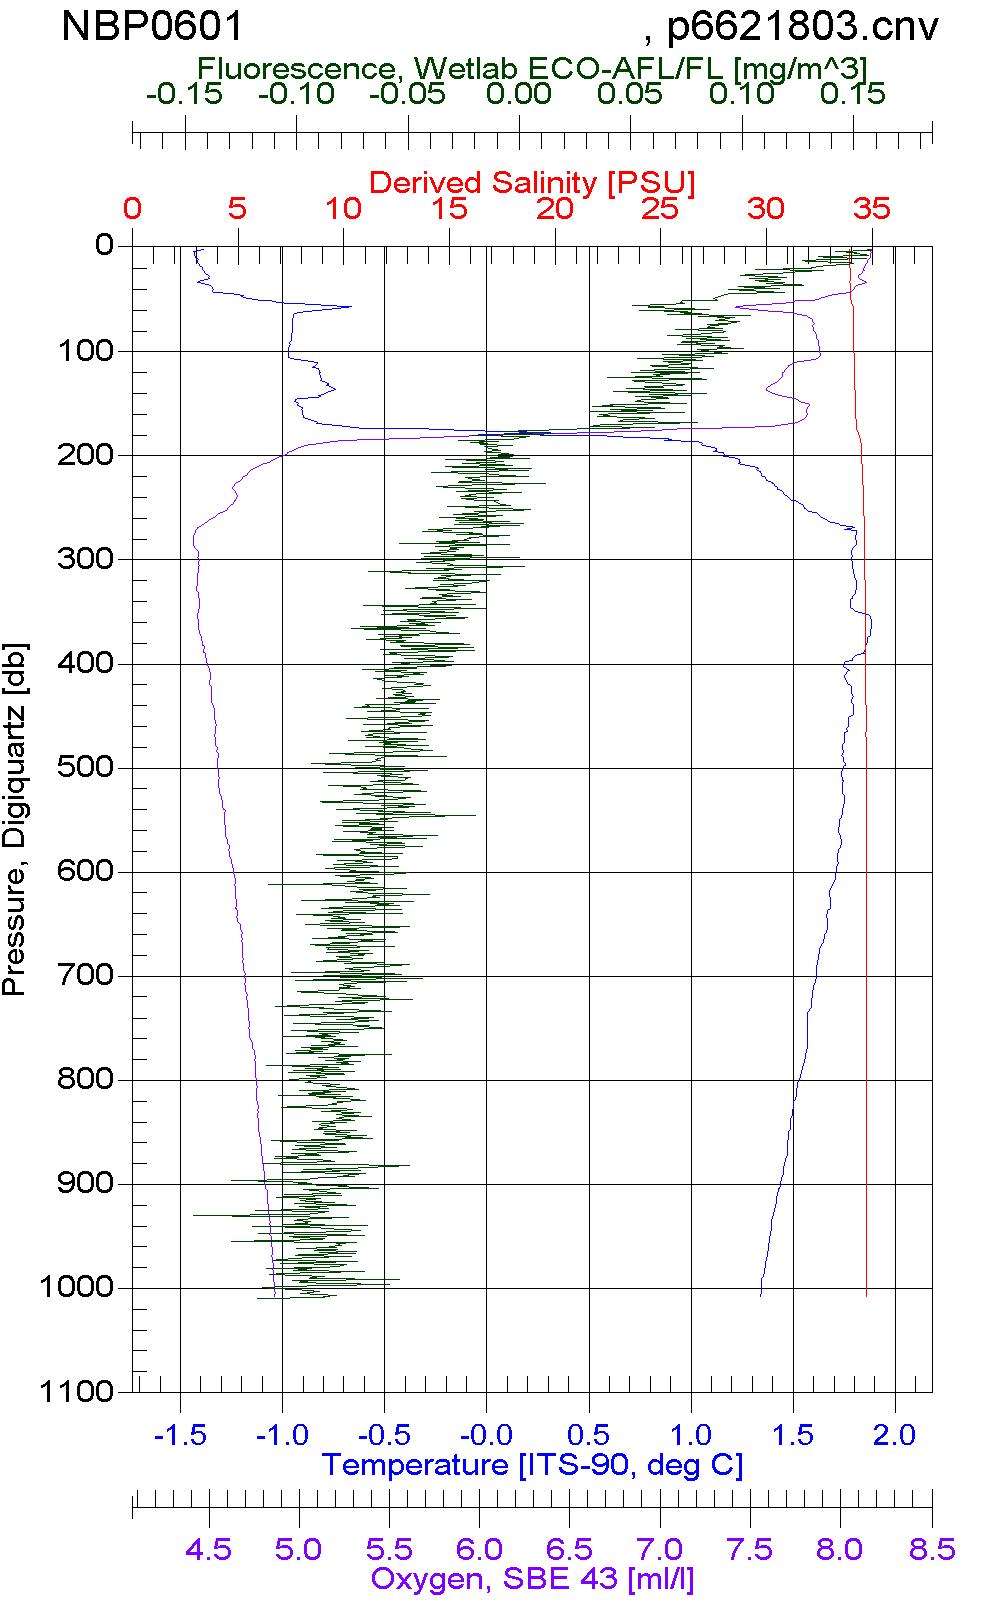 NBP0601 , p6621803.cnv
Fluorescence, Wetlab ECO-AFL/FL [mg/m^3]
-0.15 -0.10 -0.05 0.00 0.05 0.10 0.15
Derived Salinity [PSU]
0 5 10 15 20 25 30 35
0
100
200
300
400
500
600
700
800
900
1000
1100
Pressure, Digiquartz [db]
-1.5 -1.0 -0.5 -0.0 0.5 1.0 1.5 2.0
Temperature [ITS-90, deg C]
4.5 5.0 5.5 6.0 6.5 7.0 7.5 8.0 8.5
Oxygen, SBE 43 [ml/l]